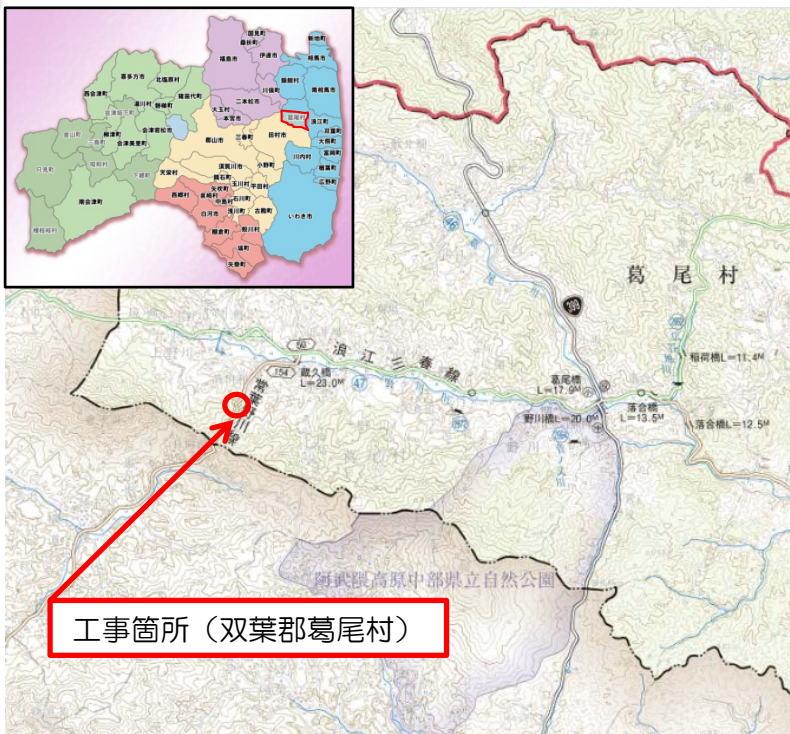 国見町
桑折町
新地町
福島市
伊達市
相馬市
喜多方市
北塩原村
飯舘村
南相馬市
川俣町
西会津町
猪苗代町
二本松市
大玉村
本宮市
葛尾村
浪江町
湯川村
磐梯町
会津坂下町
会津若松市
双葉町
大熊町
金山町
柳津町
三島町
会津美里町
郡山市
三春町
田村市
富岡町
川内村
楢葉町
広野町
只見町
昭和村
下郷町
天栄村
須賀川市
鏡石町
小野町
矢吹町
玉川村
平田村
南会津町
西郷村
泉崎村
中島村
石川町
浅川町
古殿町
いわき市
白河市
棚倉町
鮫川村
檜枝岐村
塙町
矢祭町
葛尾村
399
50
浪江三春線
154
蔵久橋
L=23.0M
47
常葉野川線
葛尾橋
L=17.9M
稲荷橋L=11.4M
野川橋L=20.0M
落合橋
L=13.5M
落合橋L=12.5M
阿武隈高原中部県立自然公園
工事箇所（双葉郡葛尾村）